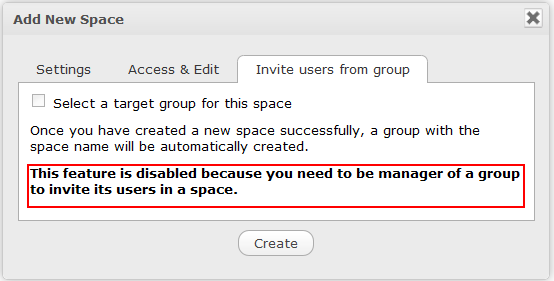 Add New Space
Settings
Access & Edit
Invite users from group
Select a target group for this space
Once you have created a new space successfully, a group with the
space name will be automatically created.
This feature is disabled because you need to be manager of a group
to invite its users in a space.
Create